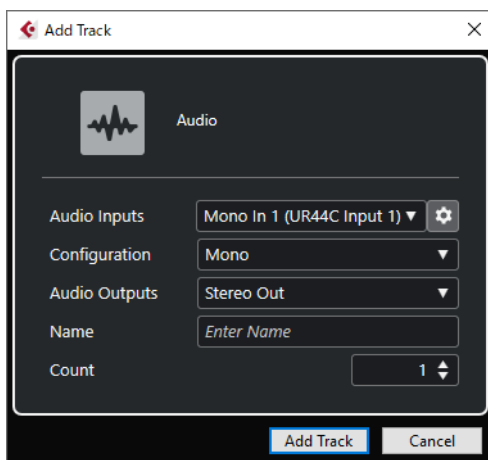 Add Track
Audio
Audio Inputs Mono In 1 (UR44C Input 1)
Configuration Mono
Audio Outputs Stereo Out
Name Enter Name
Count 1
Add Track Cancel